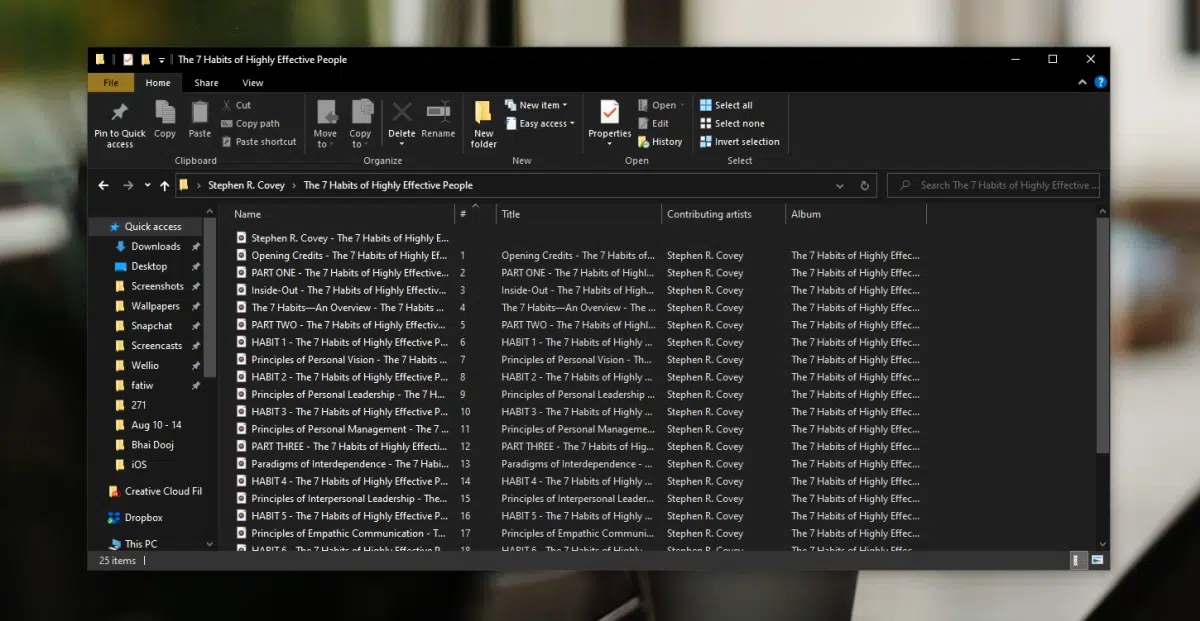 The 7 Habits of Highly Effective People
File Home Share View
Pin to Quick access
Copy
Paste
Cut
Copy path
Paste shortcut
Clipboard
Move to
Copy to
Delete
Rename
Organize
New folder
New item
Easy access
New
Properties
Open
Edit
History
Open
Select all
Select none
Invert selection
Select
Stephen R. Covey The 7 Habits of Highly Effective People
Search The 7 Habits of Highly Effective ...
Quick access
Downloads
Desktop
Screenshots
Wallpapers
Snapchat
Screencasts
Wellio
fatiw
271
Aug 10 - 14
Bhai Dooj
iOS
Creative Cloud Fil
Dropbox
This PC
Name # Title Contributing artists Album
Stephen R. Covey - The 7 Habits of Highly E...
Opening Credits - The 7 Habits of Highly Ef... 1 Opening Credits - The 7 Habits of... Stephen R. Covey The 7 Habits of Highly Effec...
PART ONE - The 7 Habits of Highly Effective... 2 PART ONE - The 7 Habits of Highl... Stephen R. Covey The 7 Habits of Highly Effec...
Inside-Out - The 7 Habits of Highly Effectiv... 3 Inside-Out - The 7 Habits of High... Stephen R. Covey The 7 Habits of Highly Effec...
The 7 Habits—An Overview - The 7 Habits ... 4 The 7 Habits—An Overview - The ... Stephen R. Covey The 7 Habits of Highly Effec...
PART TWO - The 7 Habits of Highly Effectiv... 5 PART TWO - The 7 Habits of Highl... Stephen R. Covey The 7 Habits of Highly Effec...
HABIT 1 - The 7 Habits of Highly Effective P... 6 HABIT 1 - The 7 Habits of Highly ... Stephen R. Covey The 7 Habits of Highly Effec...
Principles of Personal Vision - The 7 Habits ... 7 Principles of Personal Vision - Th... Stephen R. Covey The 7 Habits of Highly Effec...
HABIT 2 - The 7 Habits of Highly Effective P... 8 HABIT 2 - The 7 Habits of Highly ... Stephen R. Covey The 7 Habits of Highly Effec...
Principles of Personal Leadership - The 7 H... 9 Principles of Personal Leadership ... Stephen R. Covey The 7 Habits of Highly Effec...
HABIT 3 - The 7 Habits of Highly Effective P... 10 HABIT 3 - The 7 Habits of Highly ... Stephen R. Covey The 7 Habits of Highly Effec...
Principles of Personal Management - The 7 ... 11 Principles of Personal Manageme... Stephen R. Covey The 7 Habits of Highly Effec...
PART THREE - The 7 Habits of Highly Effecti... 12 PART THREE - The 7 Habits of Hig... Stephen R. Covey The 7 Habits of Highly Effec...
Paradigms of Interdependence - The 7 Habi... 13 Paradigms of Interdependence - ... Stephen R. Covey The 7 Habits of Highly Effec...
HABIT 4 - The 7 Habits of Highly Effective P... 14 HABIT 4 - The 7 Habits of Highly ... Stephen R. Covey The 7 Habits of Highly Effec...
Principles of Interpersonal Leadership - The... 15 Principles of Interpersonal Leader... Stephen R. Covey The 7 Habits of Highly Effec...
HABIT 5 - The 7 Habits of Highly Effective P... 16 HABIT 5 - The 7 Habits of Highly ... Stephen R. Covey The 7 Habits of Highly Effec...
Principles of Empathic Communication - T... 17 Principles of Empathic Communi... Stephen R. Covey The 7 Habits of Highly Effec...
HABIT 6 - The 7 Habits of Highly Effective P... 18 HABIT 6 - The 7 Habits of Highly ... Stephen R. Covey The 7 Habits of Highly Effec...
25 items